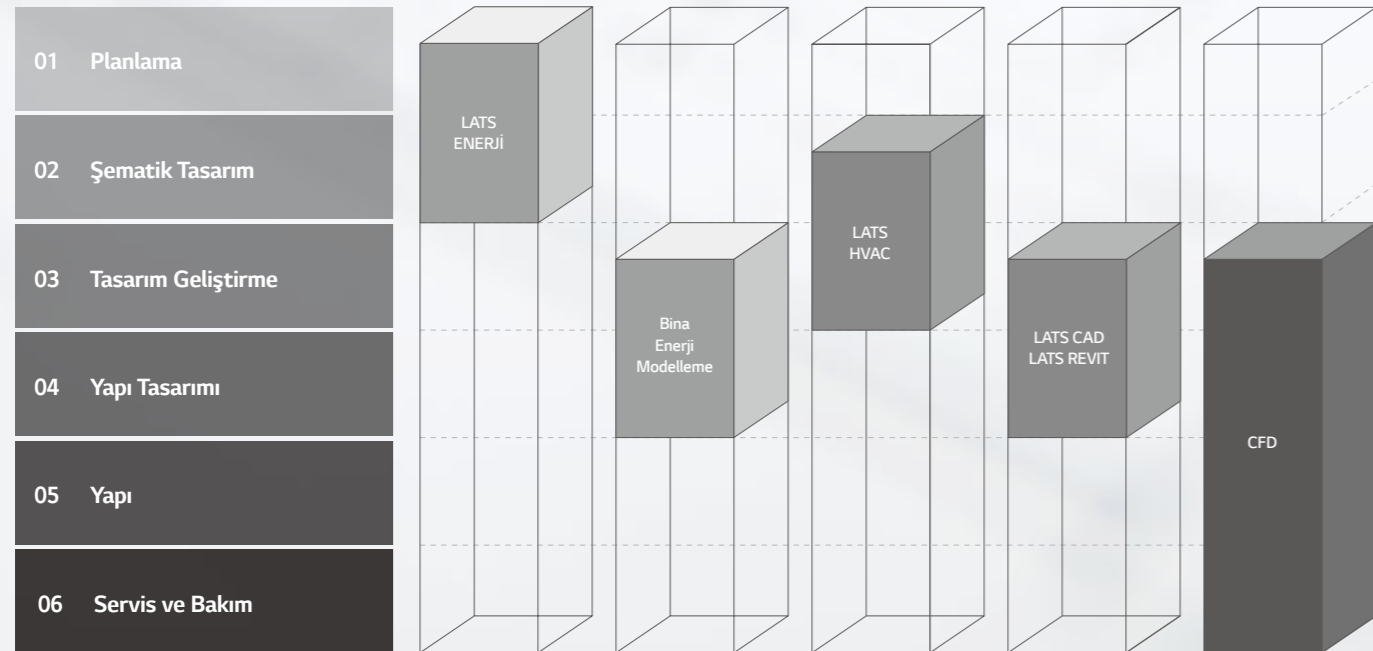 01 Planlama
02 Şematik Tasarım
03 Tasarım Geliştirme
04 Yapı Tasarımı
05 Yapı
06 Servis ve Bakım
LATS
ENERJİ
Bina
Enerji
Modelleme
LATS
HVAC
LATS CAD
LATS REVIT
CFD